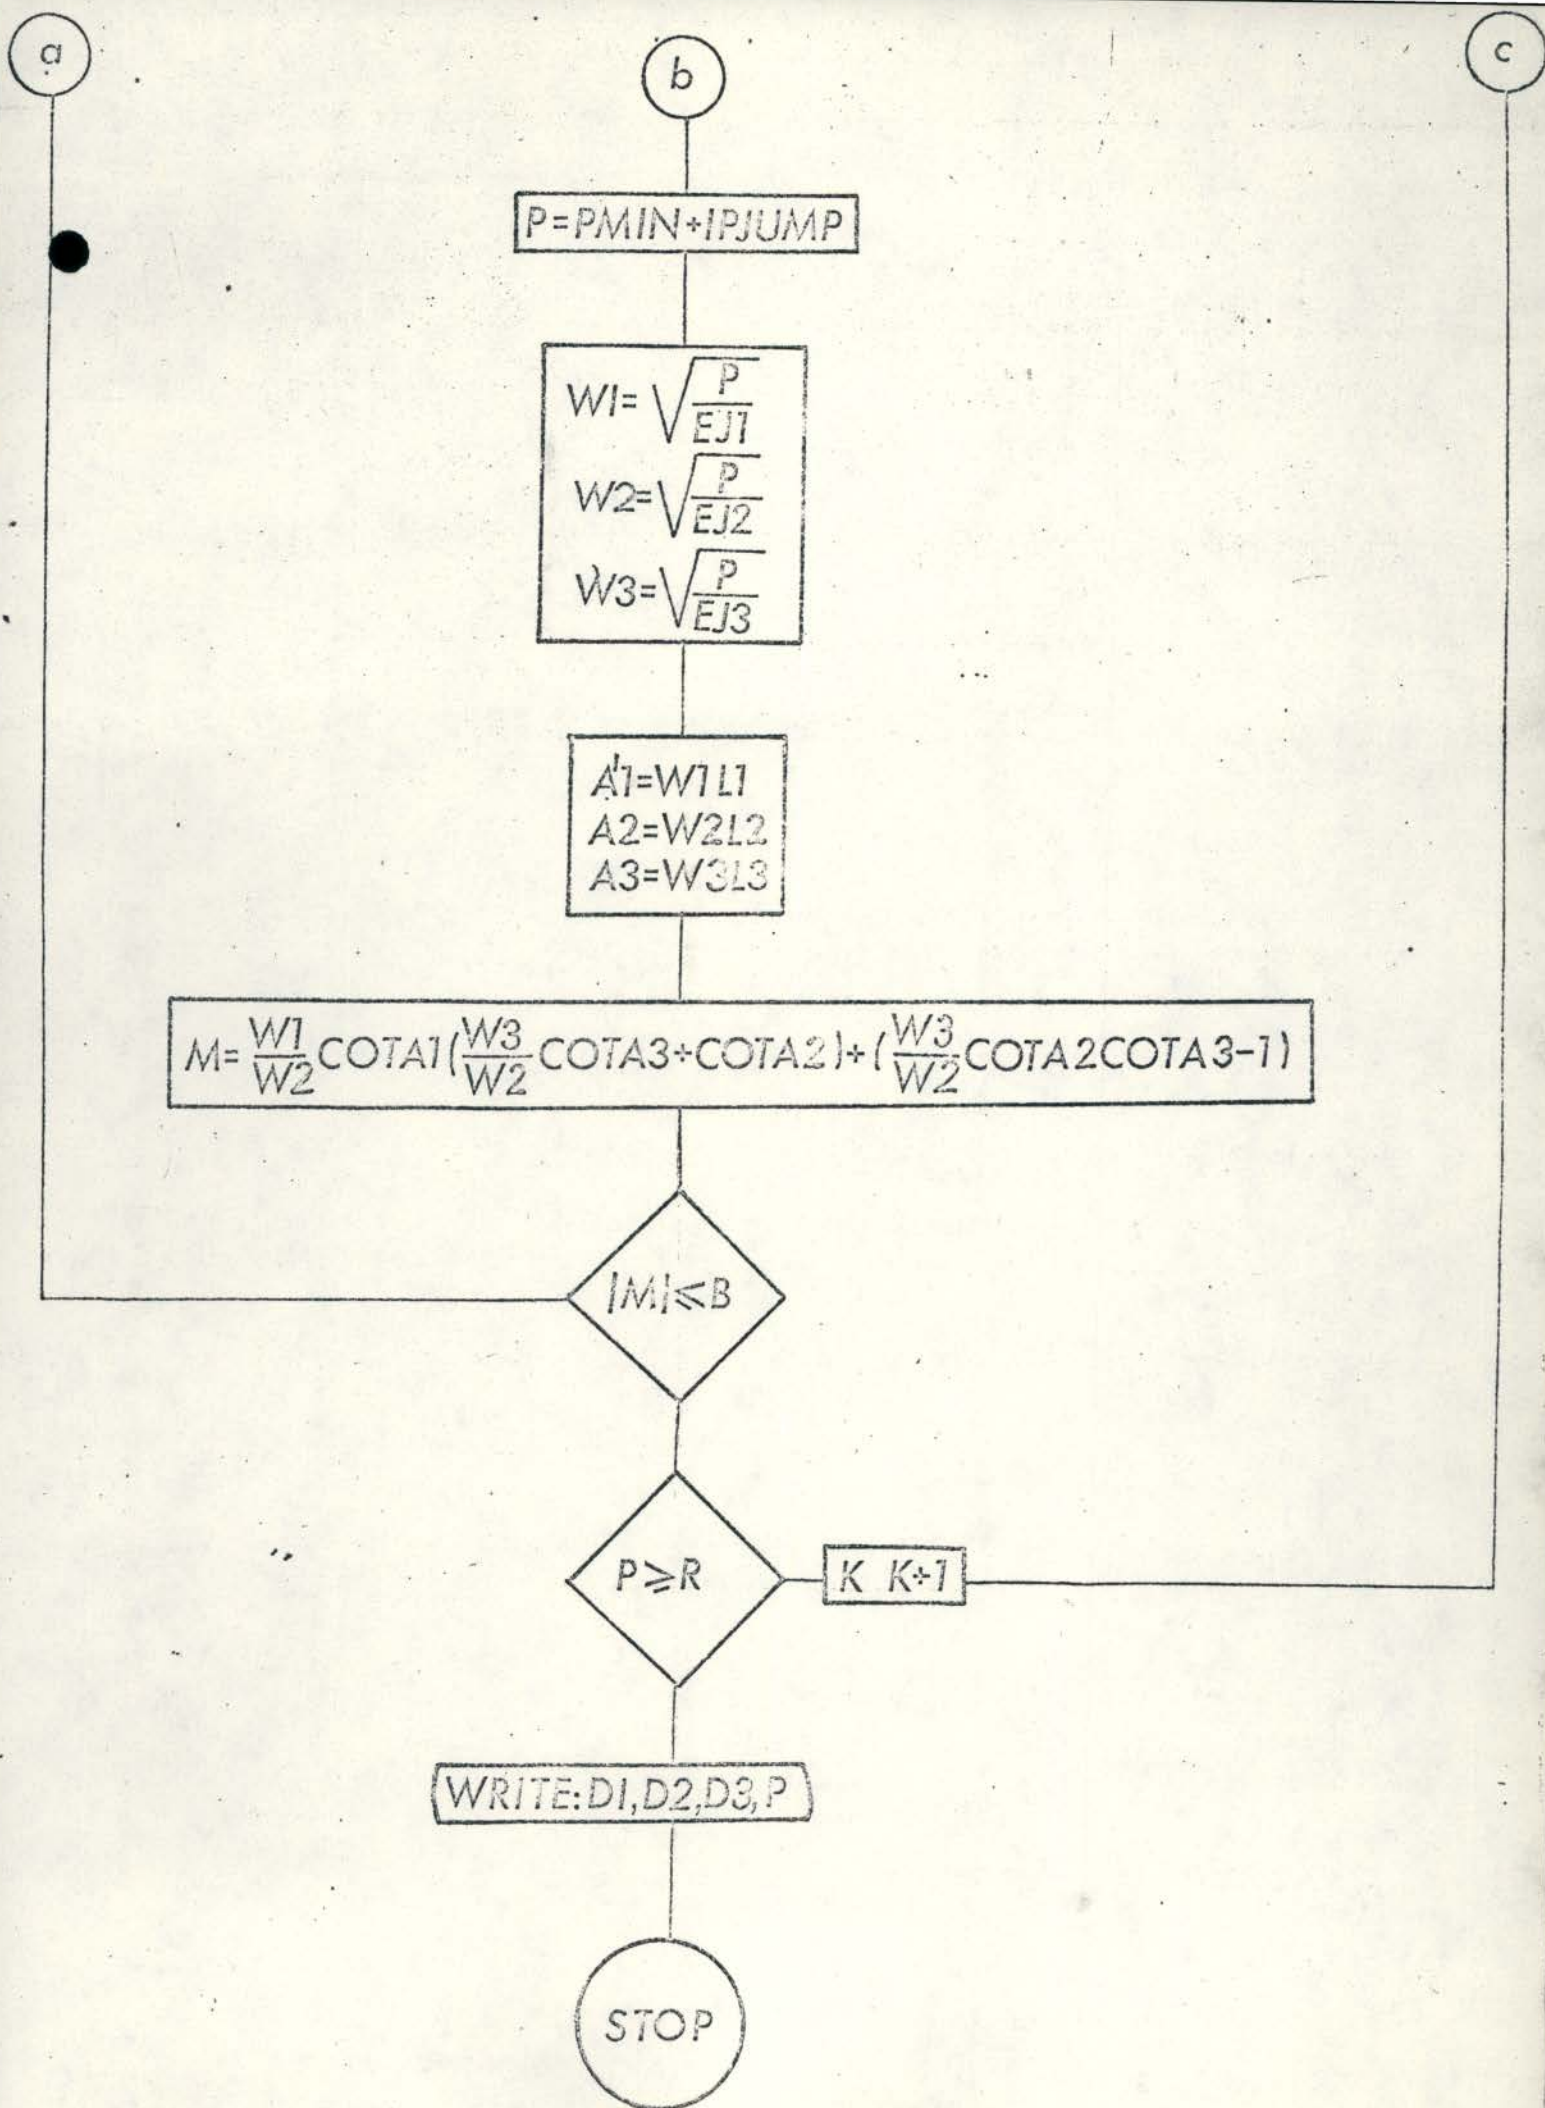 a
b
c
P=PMIN+IPJUMP
W1=√P/EJ1
W2=√P/EJ2
W3=√P/EJ3
A1=W1L1
A2=W2L2
A3=W3L3
M= W1/W2 COTA1(W3/W2 COTA3+COTA2)+(W3/W2 COTA2COTA3-1)
|M|≤B
P≥R
K K+1
WRITE:D1,D2,D3,P
STOP